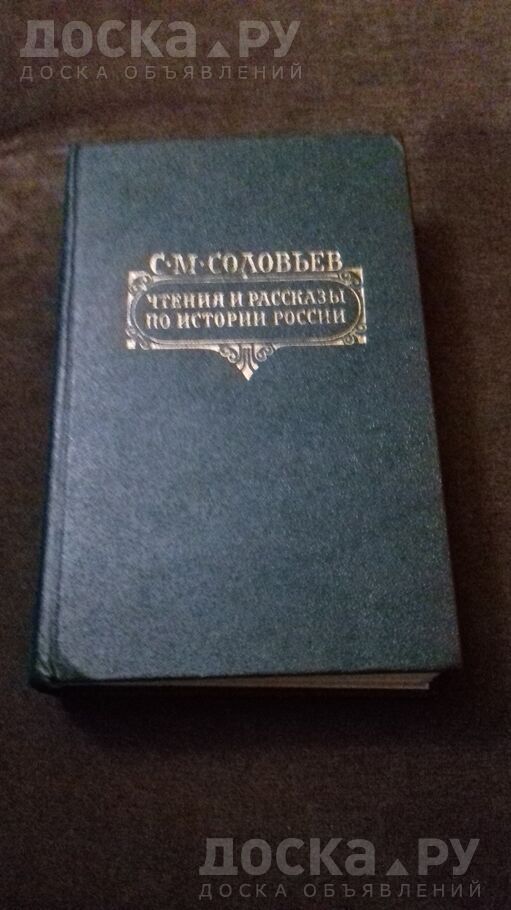 ДОСКА.РУ
ДОСКА ОБЪЯВЛЕНИЙ
С·М·СОЛОВЬЕВ
ЧТЕНИЯ И РАССКАЗЫ
ПО ИСТОРИИ РОССИИ
ДОСКА.РУ
ДОСКА ОБЪЯВЛЕНИЙ